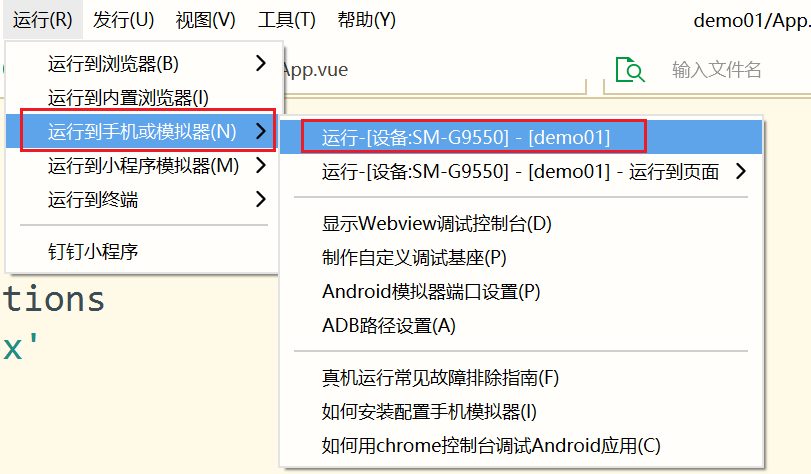 运行(R) 发行(U) 视图(V) 工具(T) 帮助(Y) demo01/App.
运行到浏览器(B)
App.vue
输入文件名
运行到内置浏览器(I)
运行到手机或模拟器(N)
运行到小程序模拟器(M)
运行到终端
钉钉小程序
运行-[设备:SM-G9550] - [demo01]
运行-[设备:SM-G9550] - [demo01] - 运行到页面
显示Webview调试控制台(D)
制作自定义调试基座(P)
Android模拟器端口设置(P)
ADB路径设置(A)
真机运行常见故障排除指南(F)
如何安装配置手机模拟器(I)
如何用chrome控制台调试Android应用(C)
tions
x'